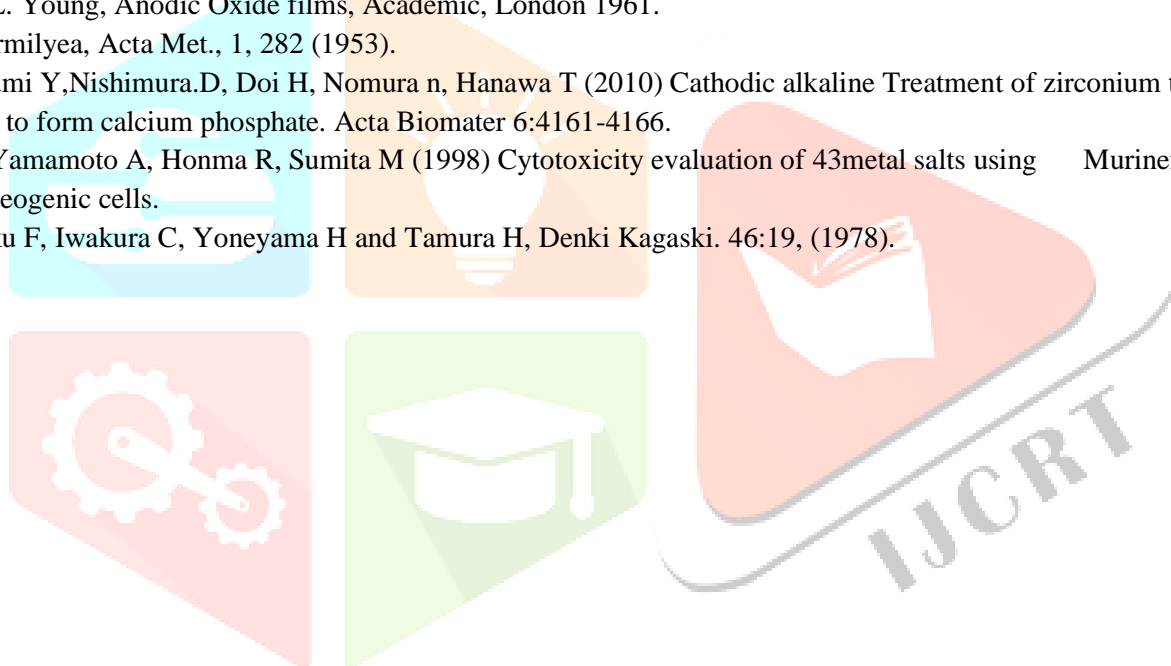 L. Young, Anodic Oxide films, Academic, London 1961.
rmilyea, Acta Met., 1, 282 (1953).
umi Y,Nishimura.D, Doi H, Nomura n, Hanawa T (2010) Cathodic alkaline Treatment of zirconium t
to form calcium phosphate. Acta Biomater 6:4161-4166.
Yamamoto A, Honma R, Sumita M (1998) Cytotoxicity evaluation of 43metal salts using Murine
eogenic cells.
ku F, Iwakura C, Yoneyama H and Tamura H, Denki Kagaski. 46:19, (1978).
IJCRT